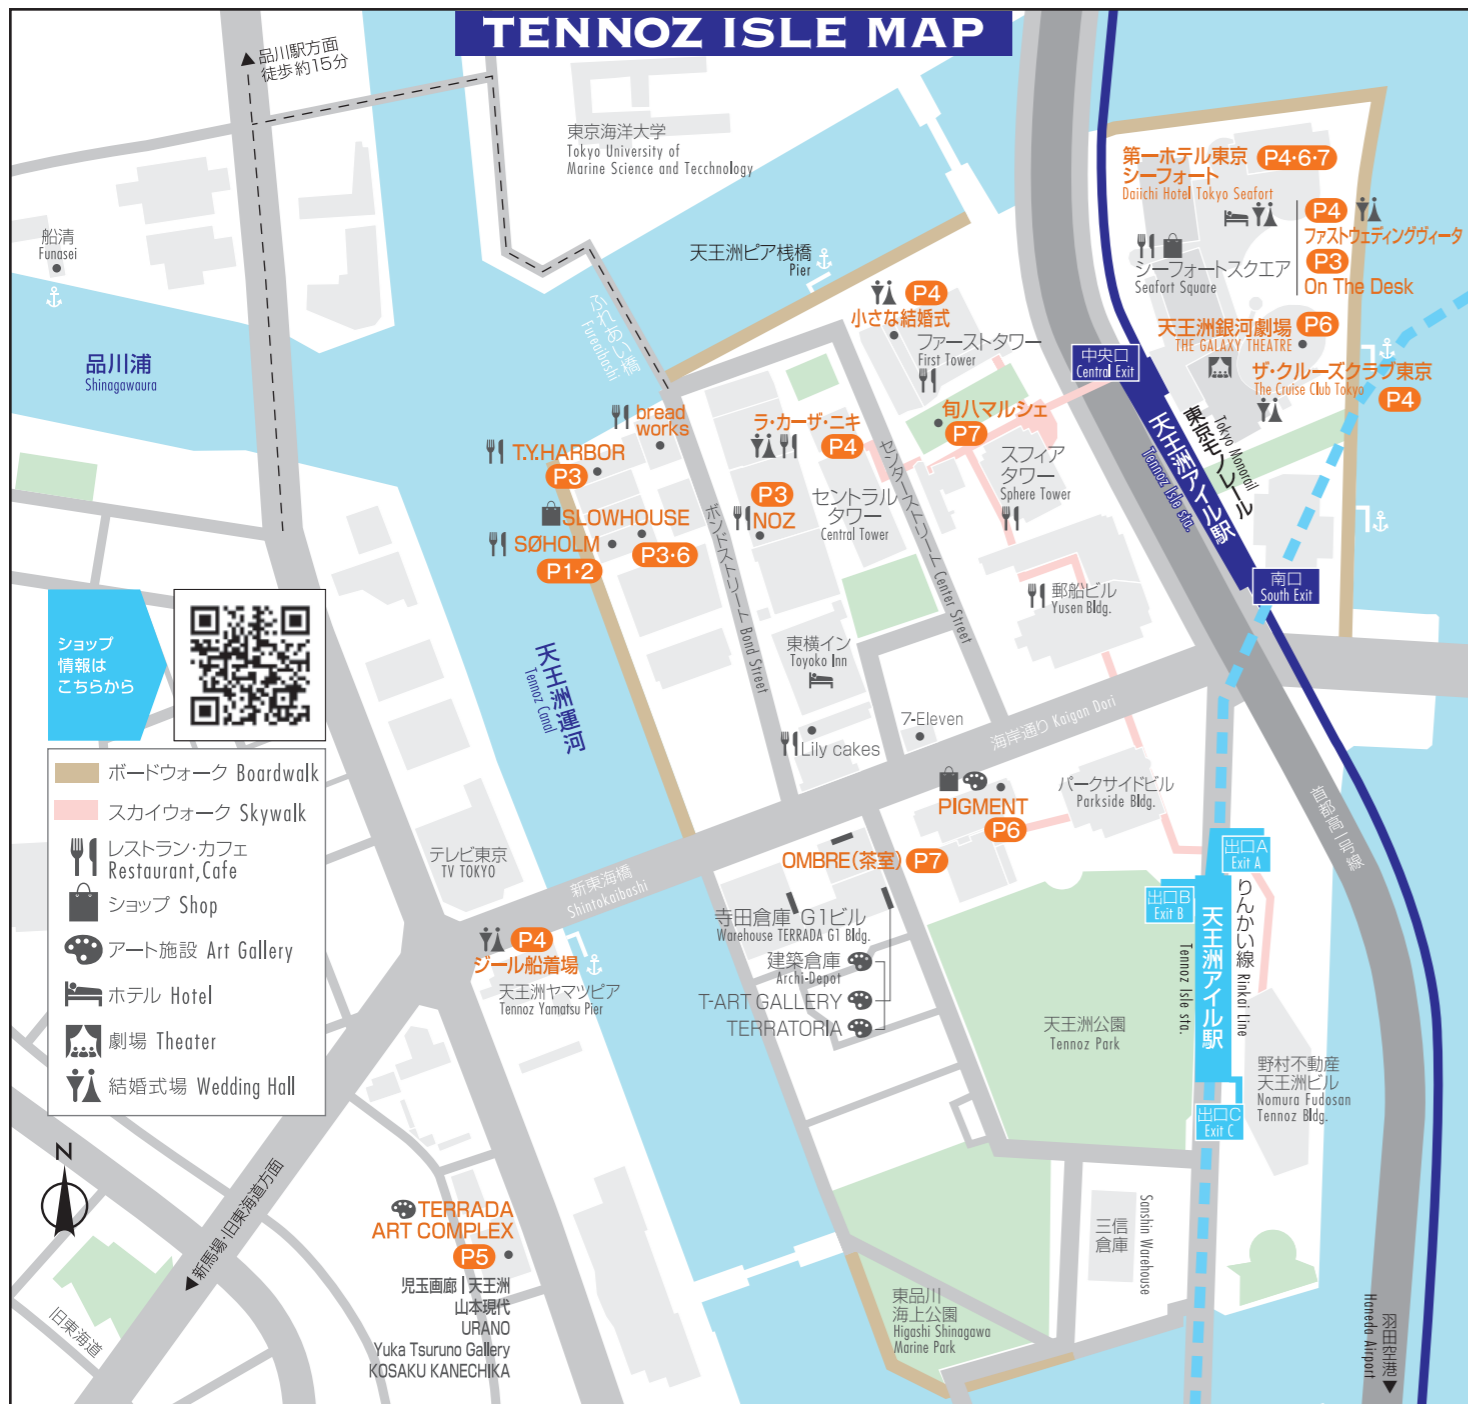 TENNOZ ISLE MAP
品川駅方面
徒歩約15分
東京海洋大学
Tokyo University of
Marine Science and Tecchnology
船清
Funasei
品川浦
Shinagawaura
天王洲ピア桟橋
Pier
ふれあい橋
Fureaibashi
第一ホテル東京 P4·6·7
シーフォート
Daiichi Hotel Tokyo Seafort
P4
ファストウェディングヴィータ
P3
On The Desk
シーフォートスクエア
Seafort Square
天王洲銀河劇場 P6
THE GALAXY THEATRE
ザ・クルーズクラブ東京
The Cruise Club Tokyo
P4
中央口
Central Exit
P4
小さな結婚式
ファーストタワー
First Tower
旬八マルシェ
P7
スフィア
タワー
Sphere Tower
bread
works
T.Y.HARBOR
P3
ラ・カーザ・ニキ
P4
P3
NOZ
セントラル
タワー
Central Tower
SLOWHOUSE
P3·6
SØHOLM
P1·2
ボンドストリート Bond Street
センターストリート Center Street
東京モノレール
Tokyo Monorail
天王洲アイル駅
Tennoz Isle sta.
南口
South Exit
郵船ビル
Yusen Bldg.
東横イン
Toyoko Inn
天王洲運河
Tennoz Canal
ショップ
情報は
こちらから
7-Eleven
Lily cakes
海岸通り Kaigan Dori
首都高一号線
ボードウォーク Boardwalk
スカイウォーク Skywalk
レストラン・カフェ
Restaurant,Cafe
ショップ Shop
アート施設 Art Gallery
ホテル Hotel
劇場 Theater
結婚式場 Wedding Hall
PIGMENT
P6
パークサイドビル
Parkside Bldg.
テレビ東京
TV TOKYO
新東海橋
Shintokaibashi
OMBRE(茶室) P7
出口A
Exit A
出口B
Exit B
りんかい線 Rinkai Line
天王洲アイル駅
Tennoz Isle sta.
出口C
Exit C
寺田倉庫 G1ビル
Warehouse TERRADA G1 Bldg.
建築倉庫
Archi-Depot
T-ART GALLERY
TERRATORIA
P4
ジール船着場
天王洲ヤマツピア
Tennoz Yamatsu Pier
天王洲公園
Tennoz Park
野村不動産
天王洲ビル
Nomura Fudosan
Tennoz Bldg.
N
新馬場・旧東海道方面
旧東海道
TERRADA
ART COMPLEX
P5
児玉画廊 | 天王洲
山本現代
URANO
Yuka Tsuruno Gallery
KOSAKU KANECHIKA
三信
倉庫
Sanshin Warehouse
東品川
海上公園
Higashi Shinagawa
Marine Park
羽田空港
Haneda Airport